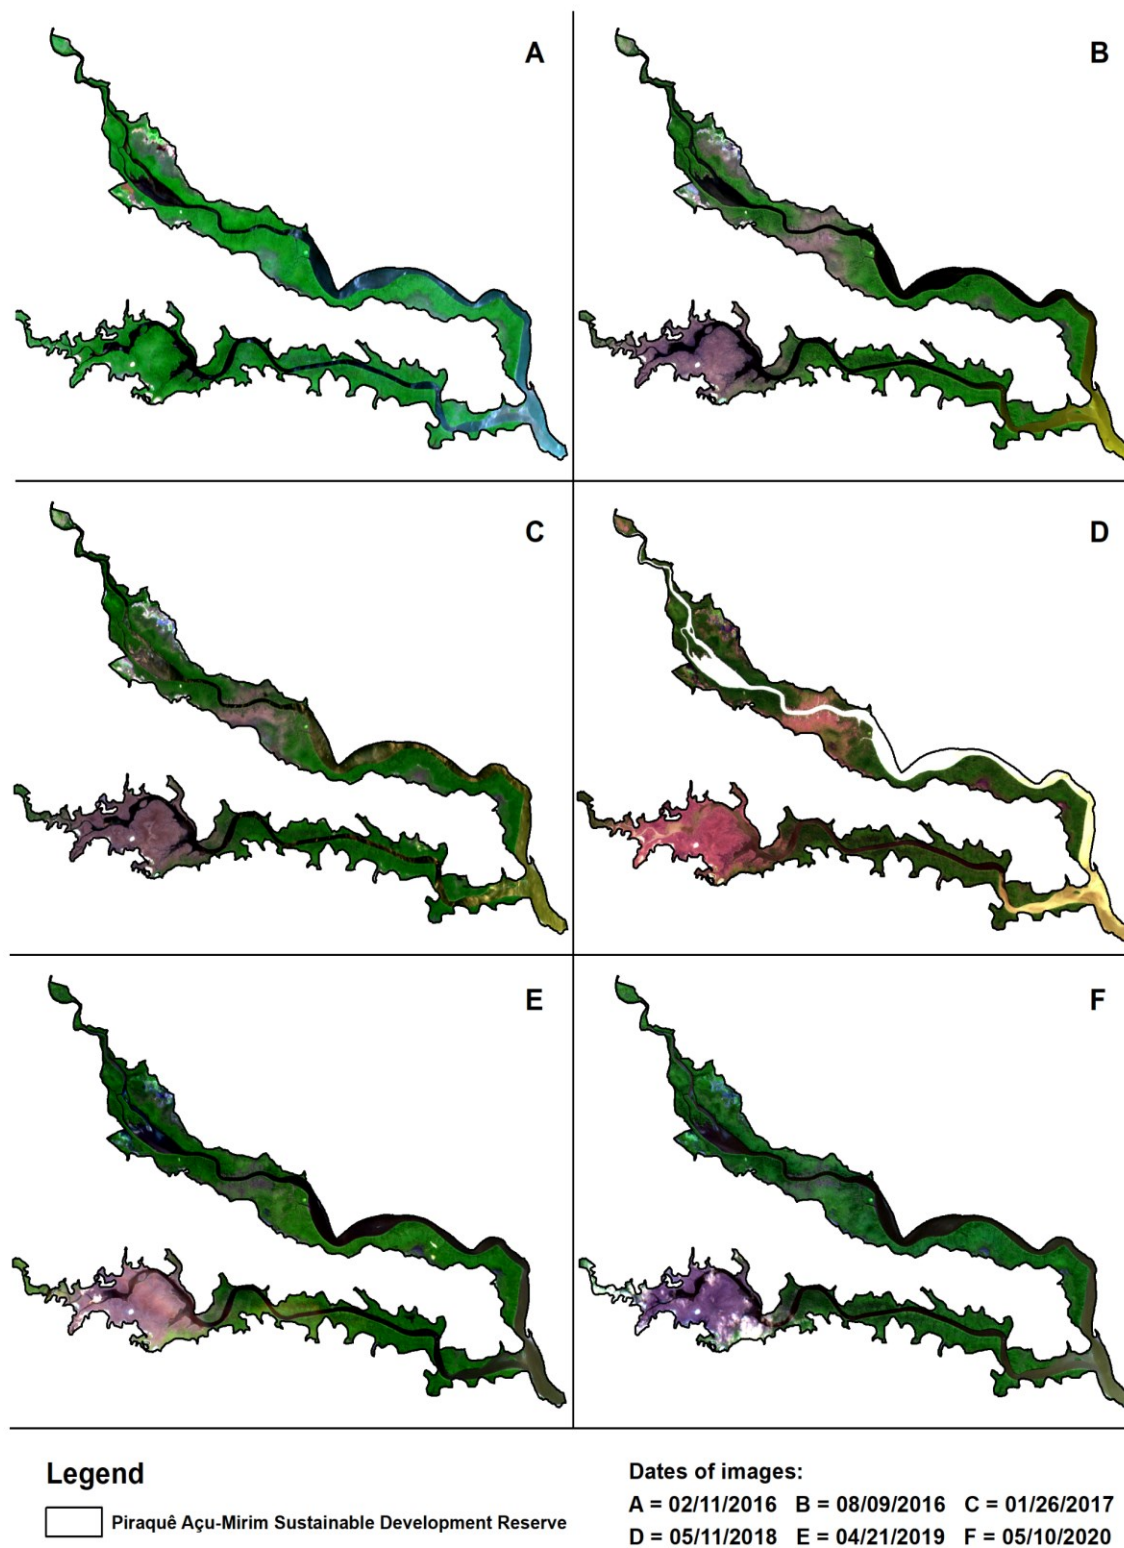 A
B
C
D
E
F
Legend
Piraquê Açu-Mirim Sustainable Development Reserve
Dates of images:
A = 02/11/2016 B = 08/09/2016 C = 01/26/2017
D = 05/11/2018 E = 04/21/2019 F = 05/10/2020